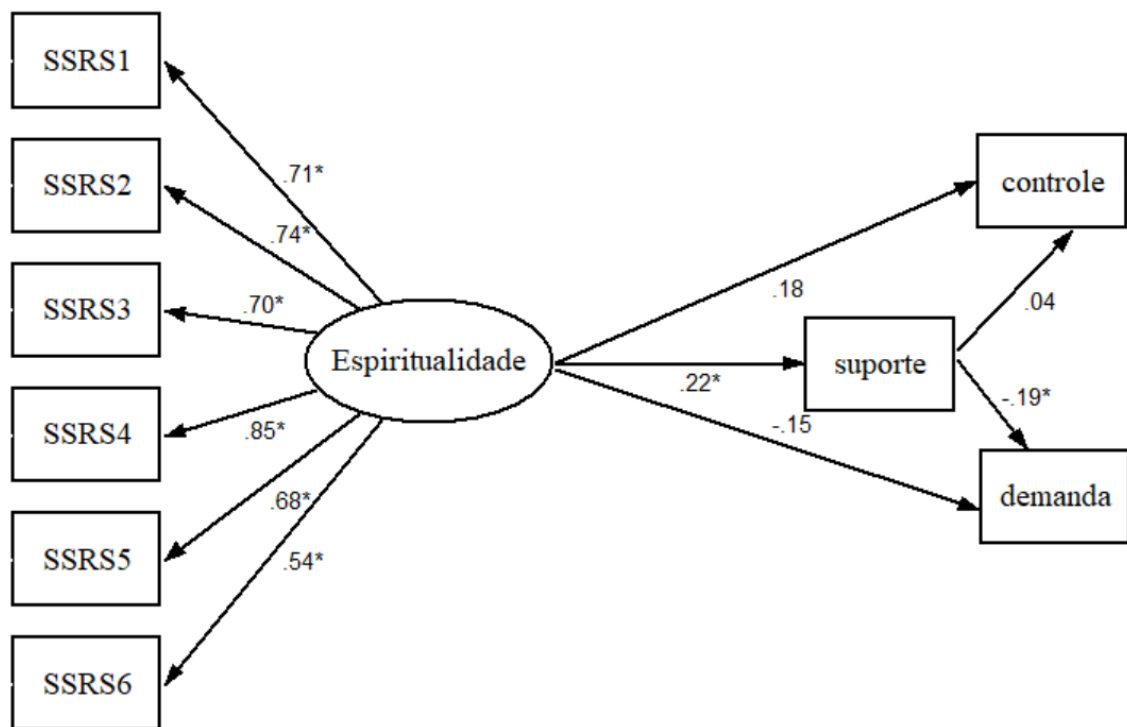 SSRS1
SSRS2
SSRS3
SSRS4
SSRS5
SSRS6
.71*
.74*
.70*
.85*
.68*
.54*
Espiritualidade
.18
.22*
-.15
suporte
.04
-.19*
controle
demanda